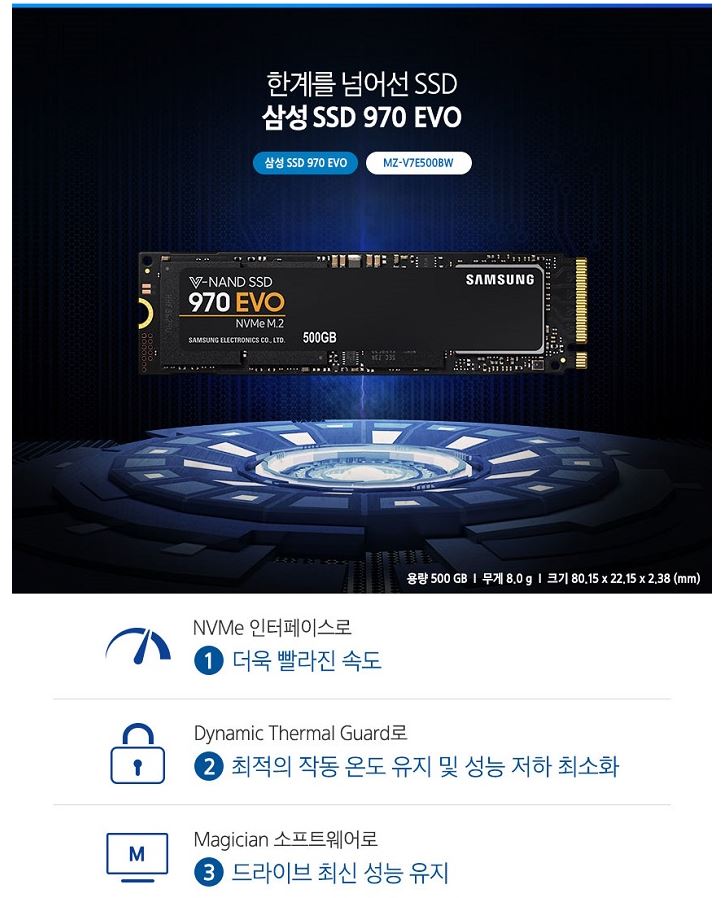 한계를 넘어선 SSD
삼성 SSD 970 EVO
삼성 SSD 970 EVO MZ-V7E500BW
SAMSUNG
V-NAND SSD
970 EVO
NVMe M.2
SAMSUNG ELECTRONICS CO., LTD. 500GB
용량 500 GB I 무게 8.0 g I 크기 80.15 x 22.15 x 2.38 (mm)
NVMe 인터페이스로
1 더욱 빨라진 속도
Dynamic Thermal Guard로
2 최적의 작동 온도 유지 및 성능 저하 최소화
M
Magician 소프트웨어로
3 드라이브 최신 성능 유지